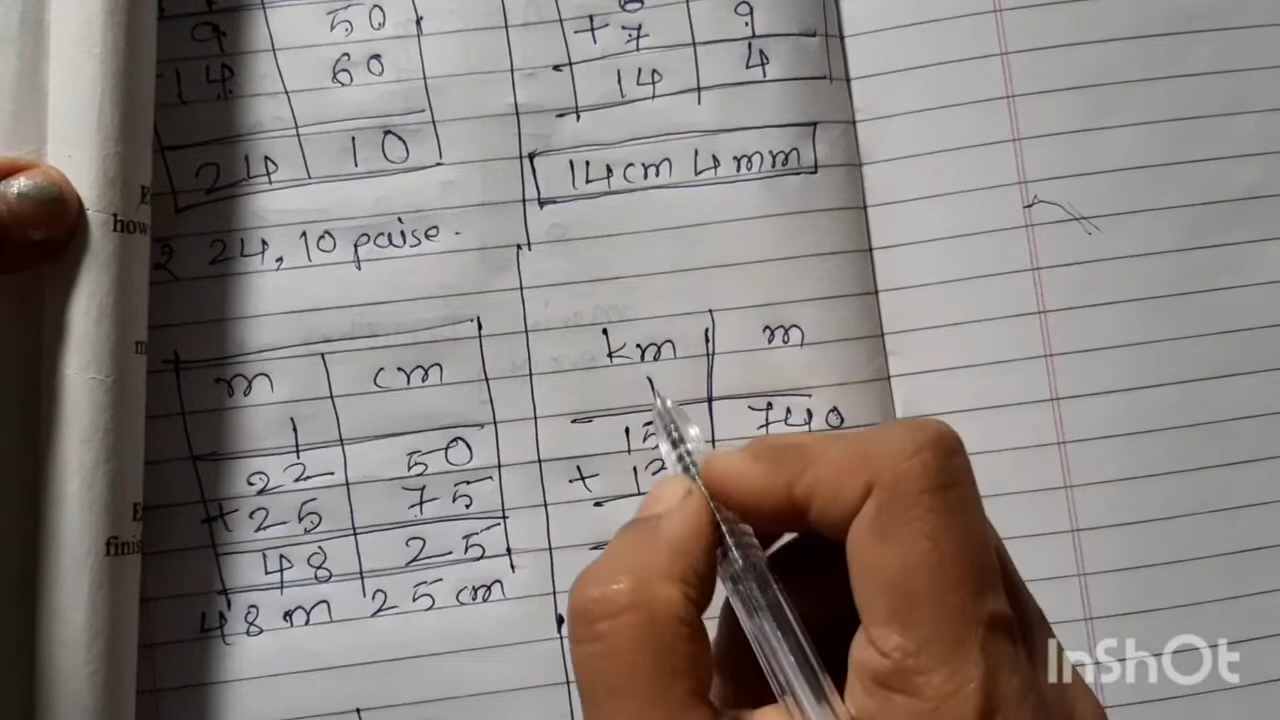 9 50
14 60
24 10
24, 10 paise.
+ 7 9
14 4
14 cm 4 mm
m cm
1
22 50
+25 75
48 25
48 m 25 cm
km m
740
+
how
m
finis
InShOt